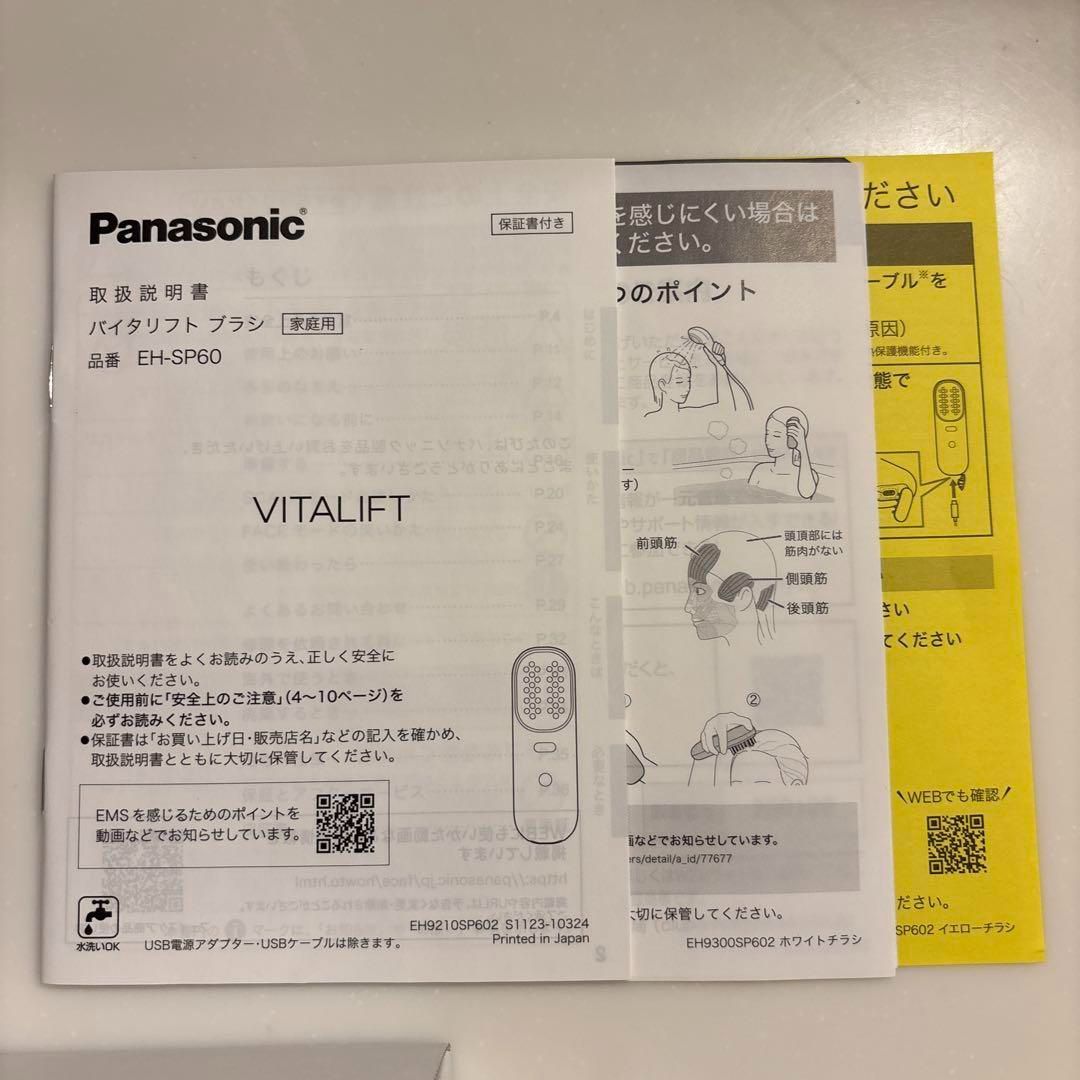 Panasonic®
保証書付き
取扱説明書
バイタリフト ブラシ 家庭用
品番 EH-SP60
VITALIFT
●取扱説明書をよくお読みのうえ、正しく安全に
お使いください。
●ご使用前に「安全上のご注意」(4～10ページ)を
必ずお読みください。
●保証書は「お買い上げ日・販売店名」などの記入を確かめ、
取扱説明書とともに大切に保管してください。
EMSを感じるためのポイントを
動画などでお知らせしています。
水洗いOK
USB電源アダプター・USBケーブルは除きます。
EH9210SP602 S1123-10324
Printed in Japan
を感じにくい場合は
ください。
つのポイント
す)
前頭筋
頭頂部には
筋肉がない
側頭筋
後頭筋
②
画などでお知らせしています。
ers/detail/a_id/77677
大切に保管してください。
EH9300SP602 ホワイトチラシ
ださい
ーブル※を
原因)
保護機能付き。
態で
さい
てください
\WEBでも確認/
ださい。
SP602 イエローチラシ